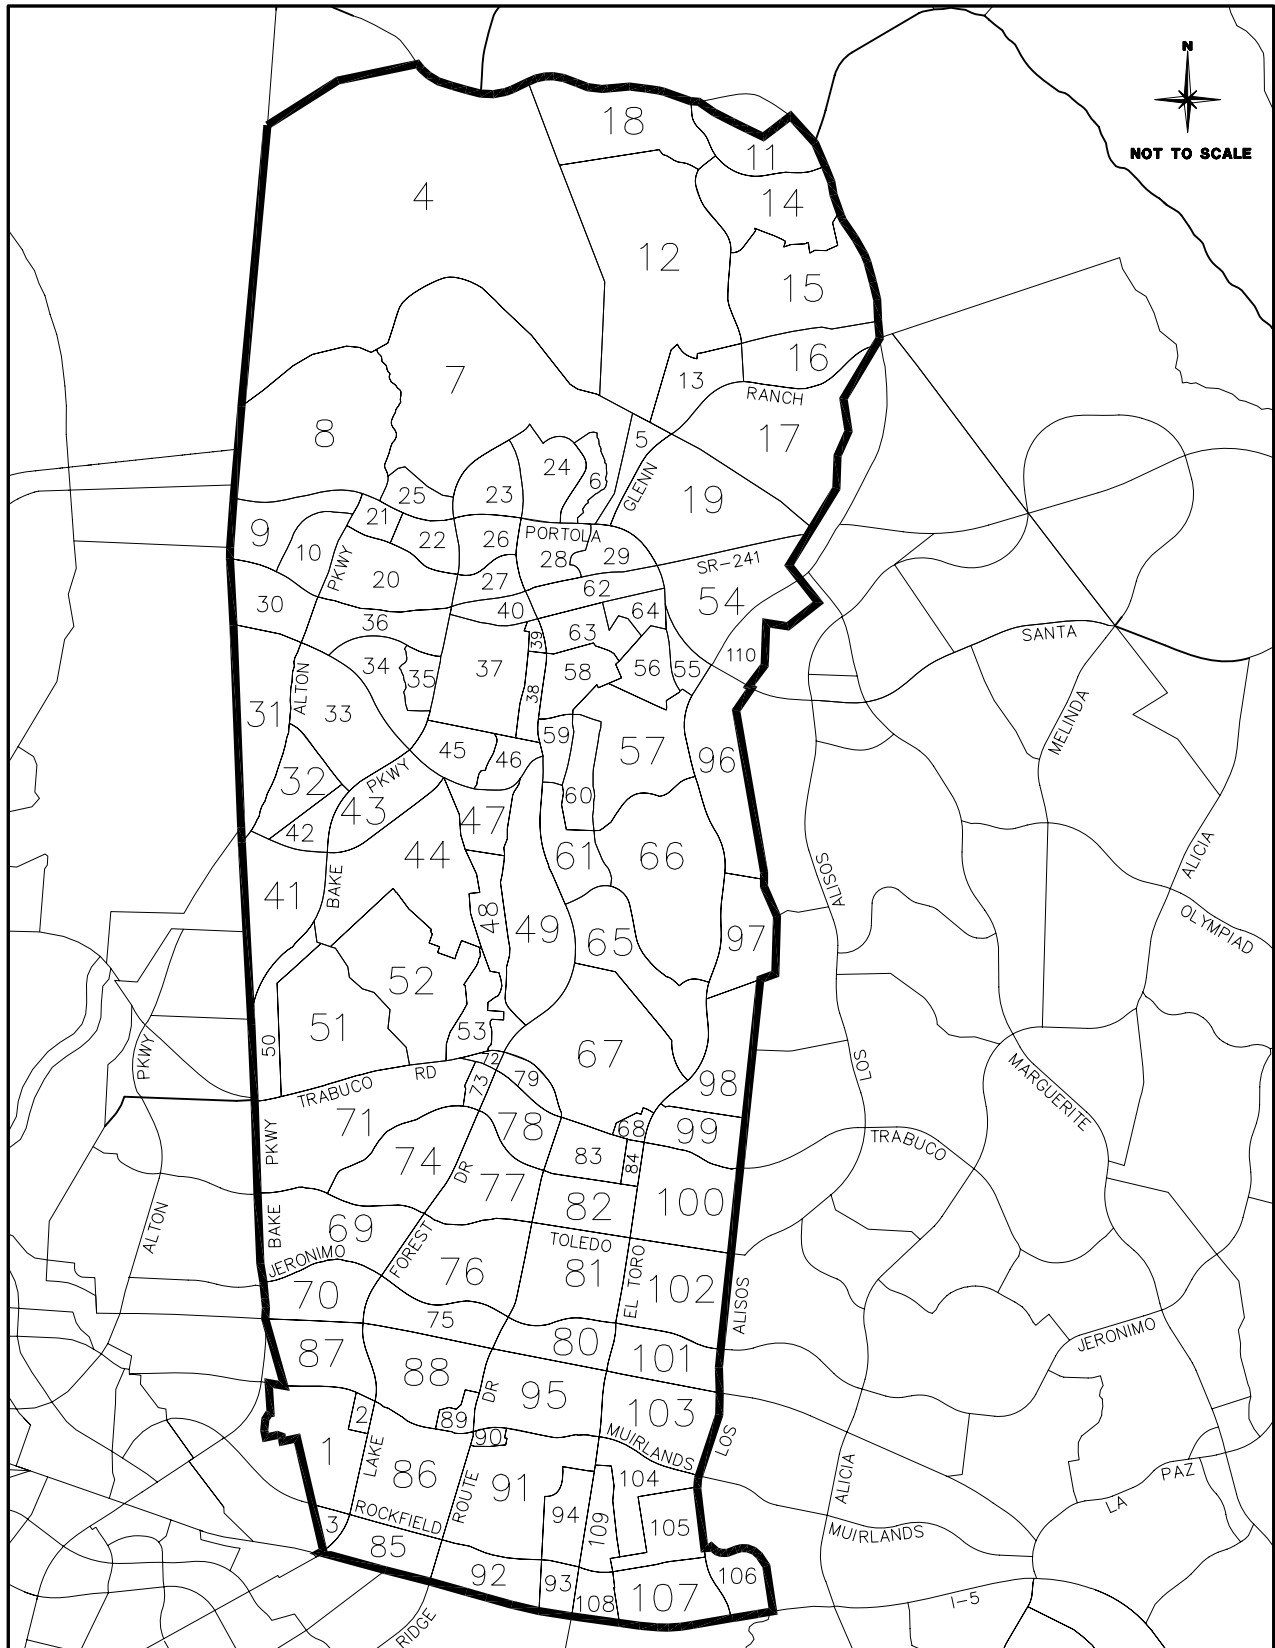 N
NOT TO SCALE
18
11
4
14
12
15
16
7
13
RANCH
8
5
17
24
6
GLENN
25
23
19
21
9
22
26
PORTOLA
28
29
10
PKWY
20
27
SR-241
62
54
30
40
64
36
39
63
SANTA
110
34
35
37
58
56
55
38
ALTON
31
33
MELINDA
59
57
45
46
96
PKWY
32
60
43
42
47
44
61
66
ALICIA
ALISOS
BAKE
41
48
49
OLYMPIAD
65
97
52
51
53
50
PKWY
67
72
LOS
RD
79
73
98
TRABUCO
MARGUERITE
71
78
68
99
PKWY
TRABUCO
83
84
74
DR
77
100
82
ALTON
BAKE
69
FOREST
TOLEDO
JERONIMO
76
81
EL TORO
102
70
ALISOS
75
80
JERONIMO
87
101
88
DR
95
2
89
103
90
MUIRLANDS
LOS
1
LAKE
86
91
104
ALICIA
PAZ
LA
ROUTE
ROCKFIELD
3
94
109
105
MUIRLANDS
85
92
93
106
108
107
I-5
RIDGE